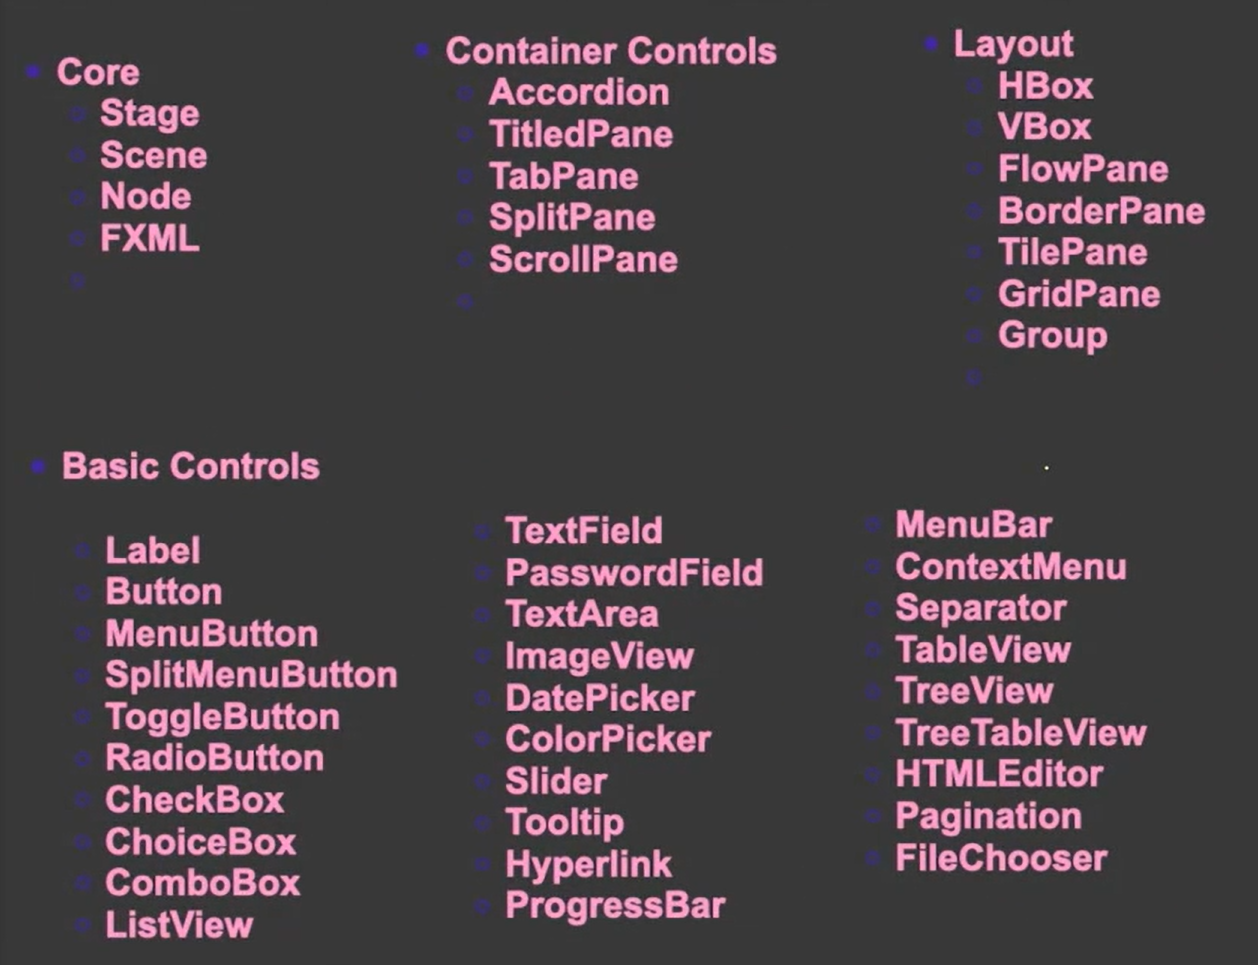 Core
Stage
Scene
Node
FXML
Container Controls
Accordion
TitledPane
TabPane
SplitPane
ScrollPane
Layout
HBox
VBox
FlowPane
BorderPane
TilePane
GridPane
Group
Basic Controls
Label
Button
MenuButton
SplitMenuButton
ToggleButton
RadioButton
CheckBox
ChoiceBox
ComboBox
ListView
TextField
PasswordField
TextArea
ImageView
DatePicker
ColorPicker
Slider
Tooltip
Hyperlink
ProgressBar
MenuBar
ContextMenu
Separator
TableView
TreeView
TreeTableView
HTMLEditor
Pagination
FileChooser